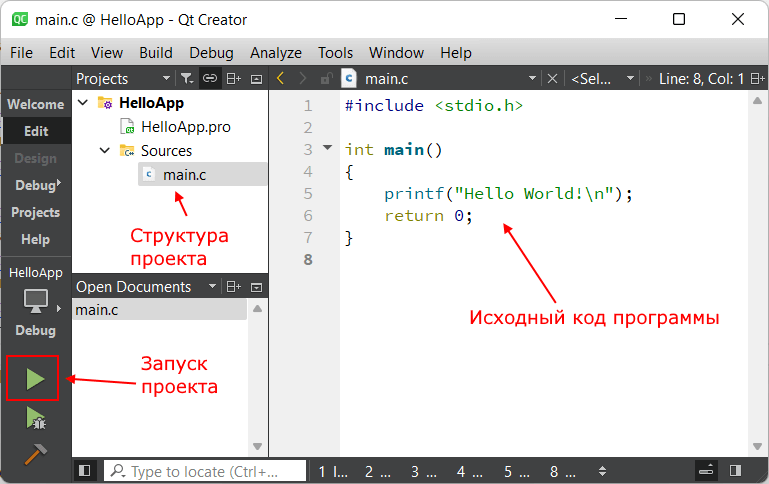 main.c @ HelloApp - Qt Creator
File Edit View Build Debug Analyze Tools Window Help
Projects
main.c
<Sel...
Line: 8, Col: 1
Welcome
Edit
Design
Debug
Projects
Help
HelloApp
Debug
HelloApp
HelloApp.pro
Sources
main.c
Структура
проекта
Open Documents
main.c
Запуск
проекта
1 #include <stdio.h>
2
3 int main()
4 {
5 printf("Hello World!\n");
6 return 0;
7 }
8
Исходный код программы
Type to locate (Ctrl+...
1 I... 2 ... 3 ... 4 ... 5 ... 8 ...